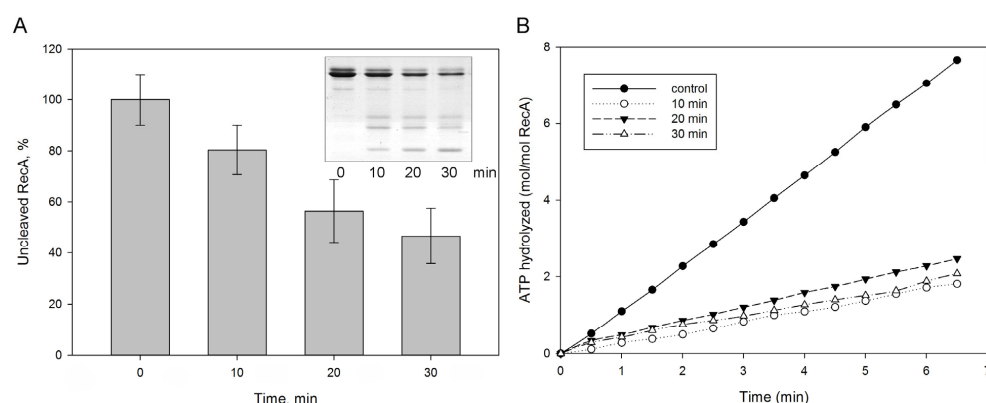 A
120
100
80
60
40
20
0
Uncleaved RecA, %
0 10 20 30 min
0 10 20 30
Time, min
B
8
6
4
2
0
ATP hydrolyzed (mol/mol RecA)
control
10 min
20 min
30 min
0 1 2 3 4 5 6 7
Time (min)